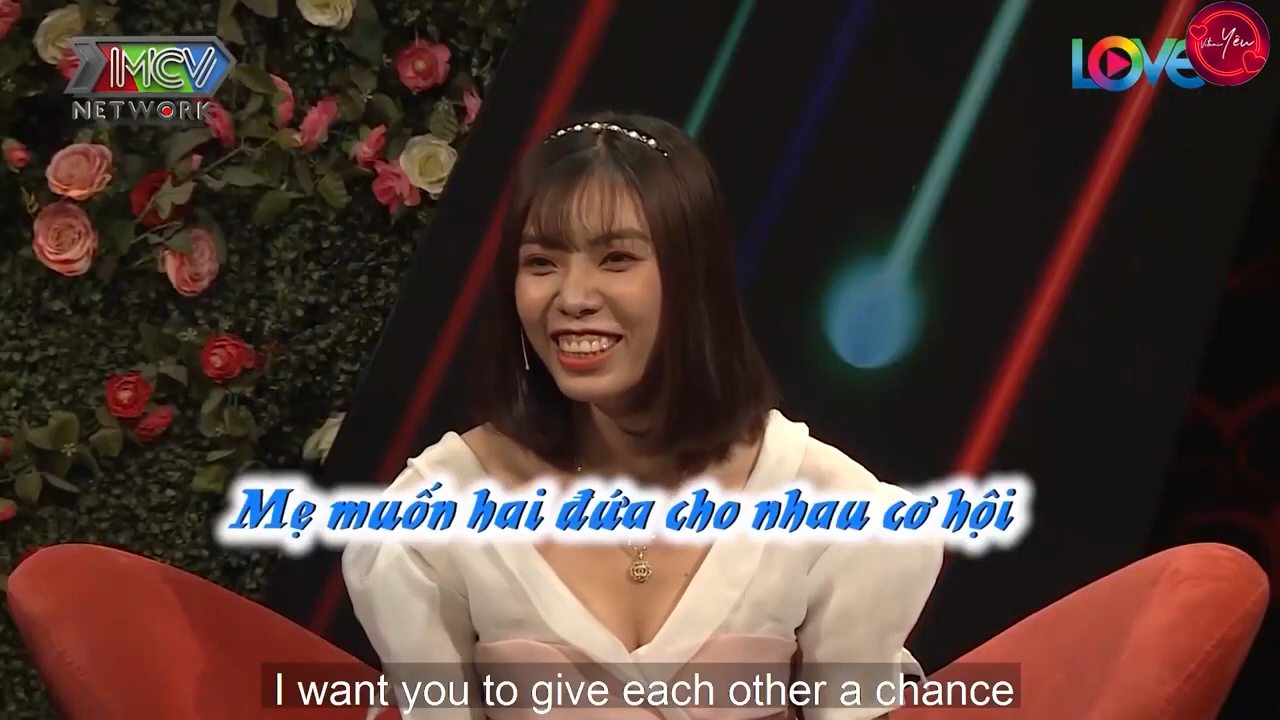 MCV
NETWORK
LOVE
Yêu
Mẹ muốn hai đứa cho nhau cơ hội
I want you to give each other a chance